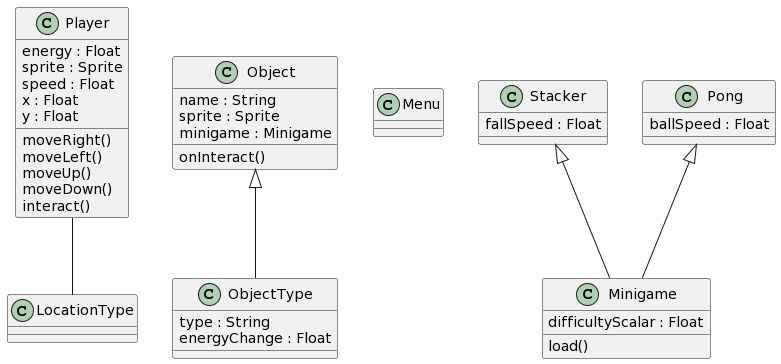 C Player
energy : Float
sprite : Sprite
speed : Float
x : Float
y : Float
moveRight()
moveLeft()
moveUp()
moveDown()
interact()
C LocationType
C Object
name : String
sprite : Sprite
minigame : Minigame
onInteract()
C ObjectType
type : String
energyChange : Float
C Menu
C Stacker
fallSpeed : Float
C Pong
ballSpeed : Float
C Minigame
difficultyScalar : Float
load()